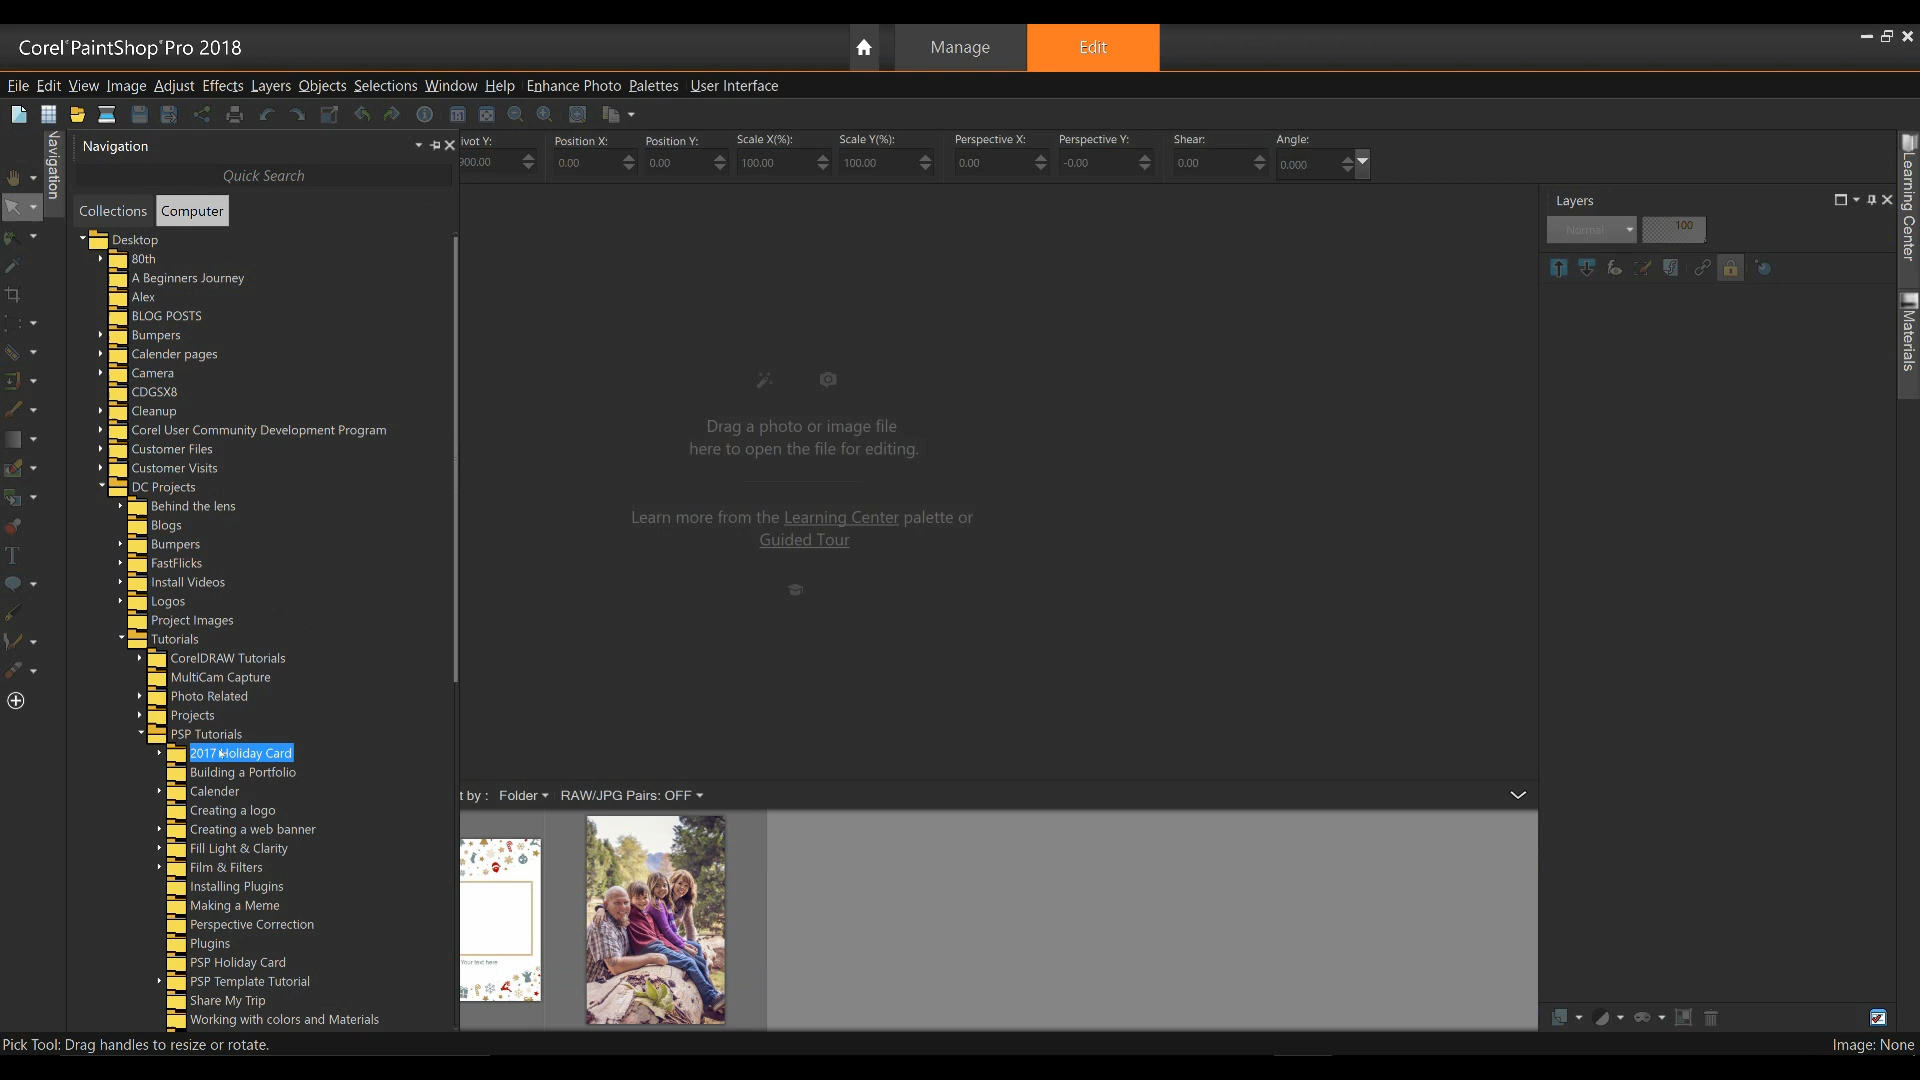 Corel PaintShop Pro 2018
Manage
Edit
File Edit View Image Adjust Effects Layers Objects Selections Window Help Enhance Photo Palettes User Interface
Navigation
Navigation
Quick Search
Collections Computer
Desktop
80th
A Beginners Journey
Alex
BLOG POSTS
Bumpers
Calender pages
Camera
CDGSX8
Cleanup
Corel User Community Development Program
Customer Files
Customer Visits
DC Projects
Behind the lens
Blogs
Bumpers
FastFlicks
Install Videos
Logos
Project Images
Tutorials
CorelDRAW Tutorials
MultiCam Capture
Photo Related
Projects
PSP Tutorials
2017 Holiday Card
Building a Portfolio
Calender
Creating a logo
Creating a web banner
Fill Light & Clarity
Film & Filters
Installing Plugins
Making a Meme
Perspective Correction
Plugins
PSP Holiday Card
PSP Template Tutorial
Share My Trip
Working with colors and Materials
ivot Y: Position X: Position Y: Scale X(%): Scale Y(%): Perspective X: Perspective Y: Shear: Angle:
900.00 0.00 0.00 100.00 100.00 0.00 -0.00 0.00 0.000
Drag a photo or image file
here to open the file for editing.
Learn more from the Learning Center palette or
Guided Tour
t by : Folder RAW/JPG Pairs: OFF
Your text here
Layers
Normal 100
Learning Center
Materials
Pick Tool: Drag handles to resize or rotate.
Image: None